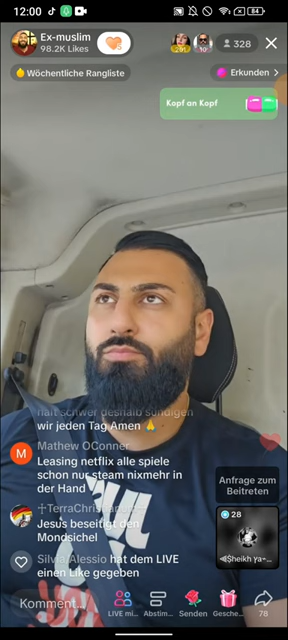 12:00
84
Ex-muslim
98.2K Likes
328
Wöchentliche Rangliste
Erkunden >
Kopf an Kopf
halt schwer deshalb sündigen
wir jeden Tag Amen
Mathew OConner
Leasing netflix alle spiele
schon nur steam nixmehr in
der Hand
Anfrage zum
Beitreten
Jesus beseitigt den
Mondsichel
28
Sheikh ya-...
Silvia Alessio hat dem LIVE
einen Like gegeben
Kommen...
LIVE mi...
Abstim...
Senden
Gesche...
78